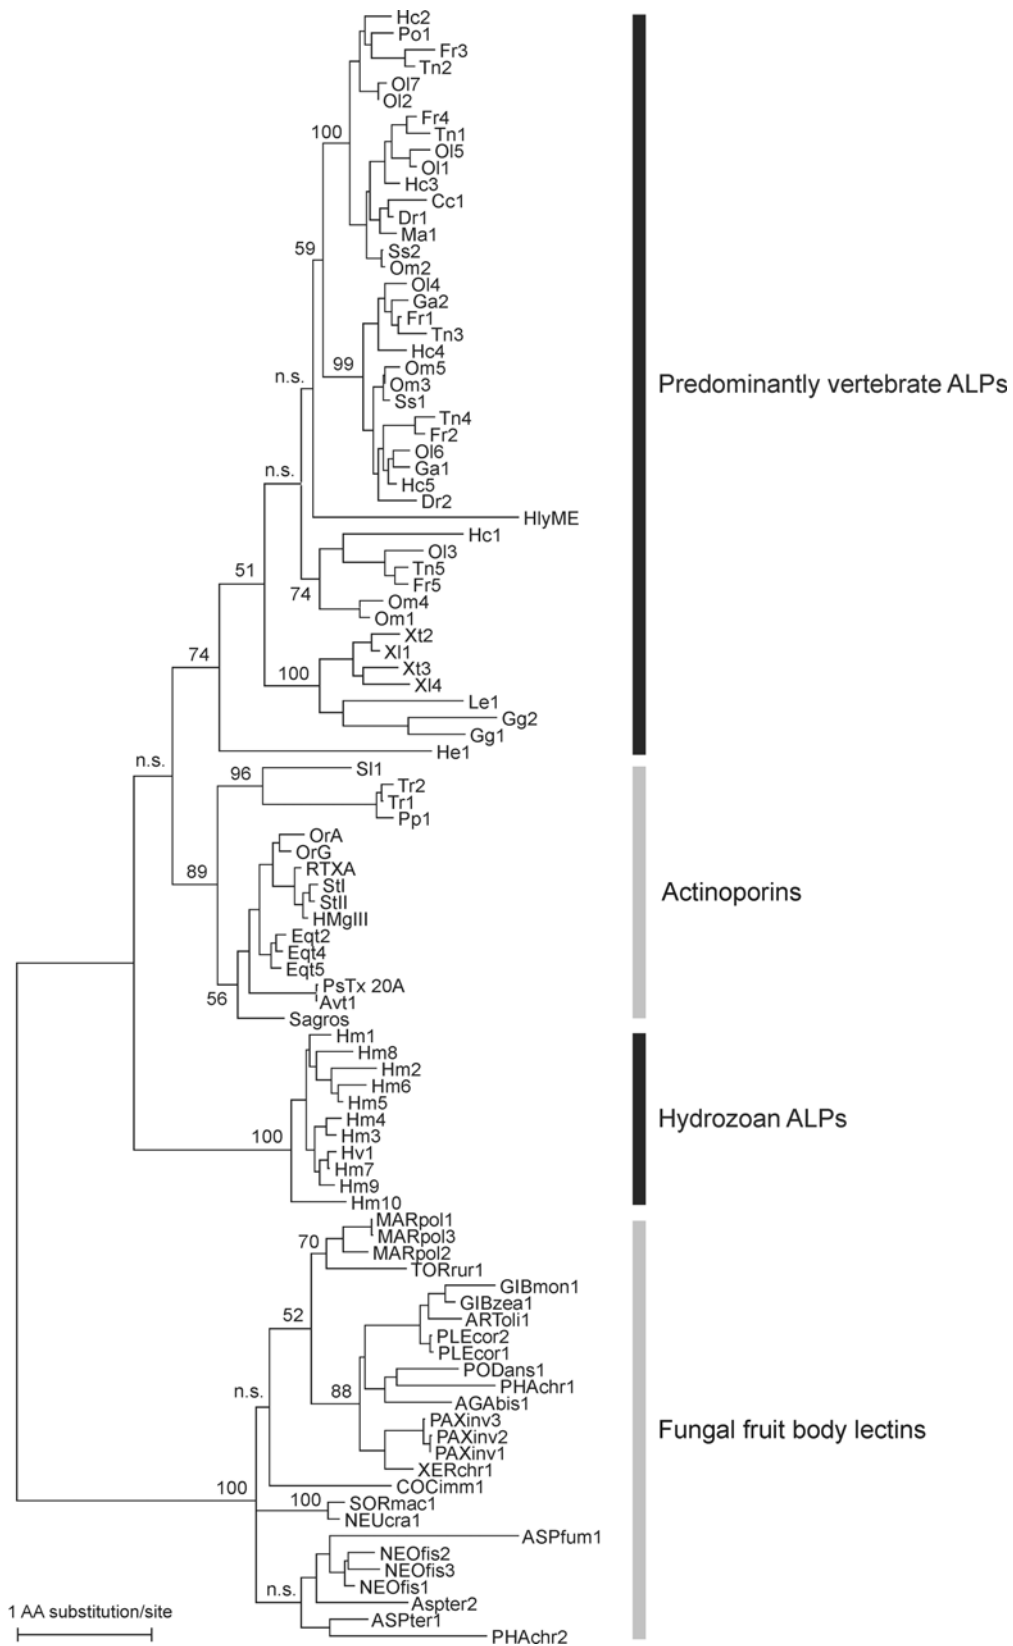 Hc2
Po1
Fr3
Tn2
Ol7
Ol2
Fr4
100
Tn1
Ol5
Ol1
Hc3
Cc1
Dr1
Ma1
59
Ss2
Om2
Ol4
Ga2
Fr1
Tn3
Hc4
99
Om5
n.s.
Om3
Predominantly vertebrate ALPs
Ss1
Tn4
Fr2
Ol6
n.s.
Ga1
Hc5
Dr2
HlyME
Hc1
Ol3
51
Tn5
Fr5
74
Om4
Om1
Xt2
74
Xl1
Xt3
100
Xl4
Le1
Gg2
Gg1
He1
n.s.
Sl1
96
Tr2
Tr1
Pp1
OrA
OrG
89
RTXA
StI
Actinoporins
StII
HMgIII
Eqt2
Eqt4
Eqt5
PsTx 20A
56
Avt1
Sagros
Hm1
Hm8
Hm2
Hm6
Hm5
Hm4
Hydrozoan ALPs
100
Hm3
Hv1
Hm7
Hm9
Hm10
MARpol1
MARpol3
70
MARpol2
TORrur1
GIBmon1
GIBzea1
52
ARToli1
PLEcor2
PLEcor1
PODans1
88
PHAchr1
n.s.
AGAbis1
PAXinv3
Fungal fruit body lectins
PAXinv2
PAXinv1
XERchr1
100
COCimm1
100
SORmac1
NEUcra1
ASPfum1
NEOfis2
NEOfis3
n.s.
NEOfis1
Aspter2
1 AA substitution/site
ASPter1
PHAchr2